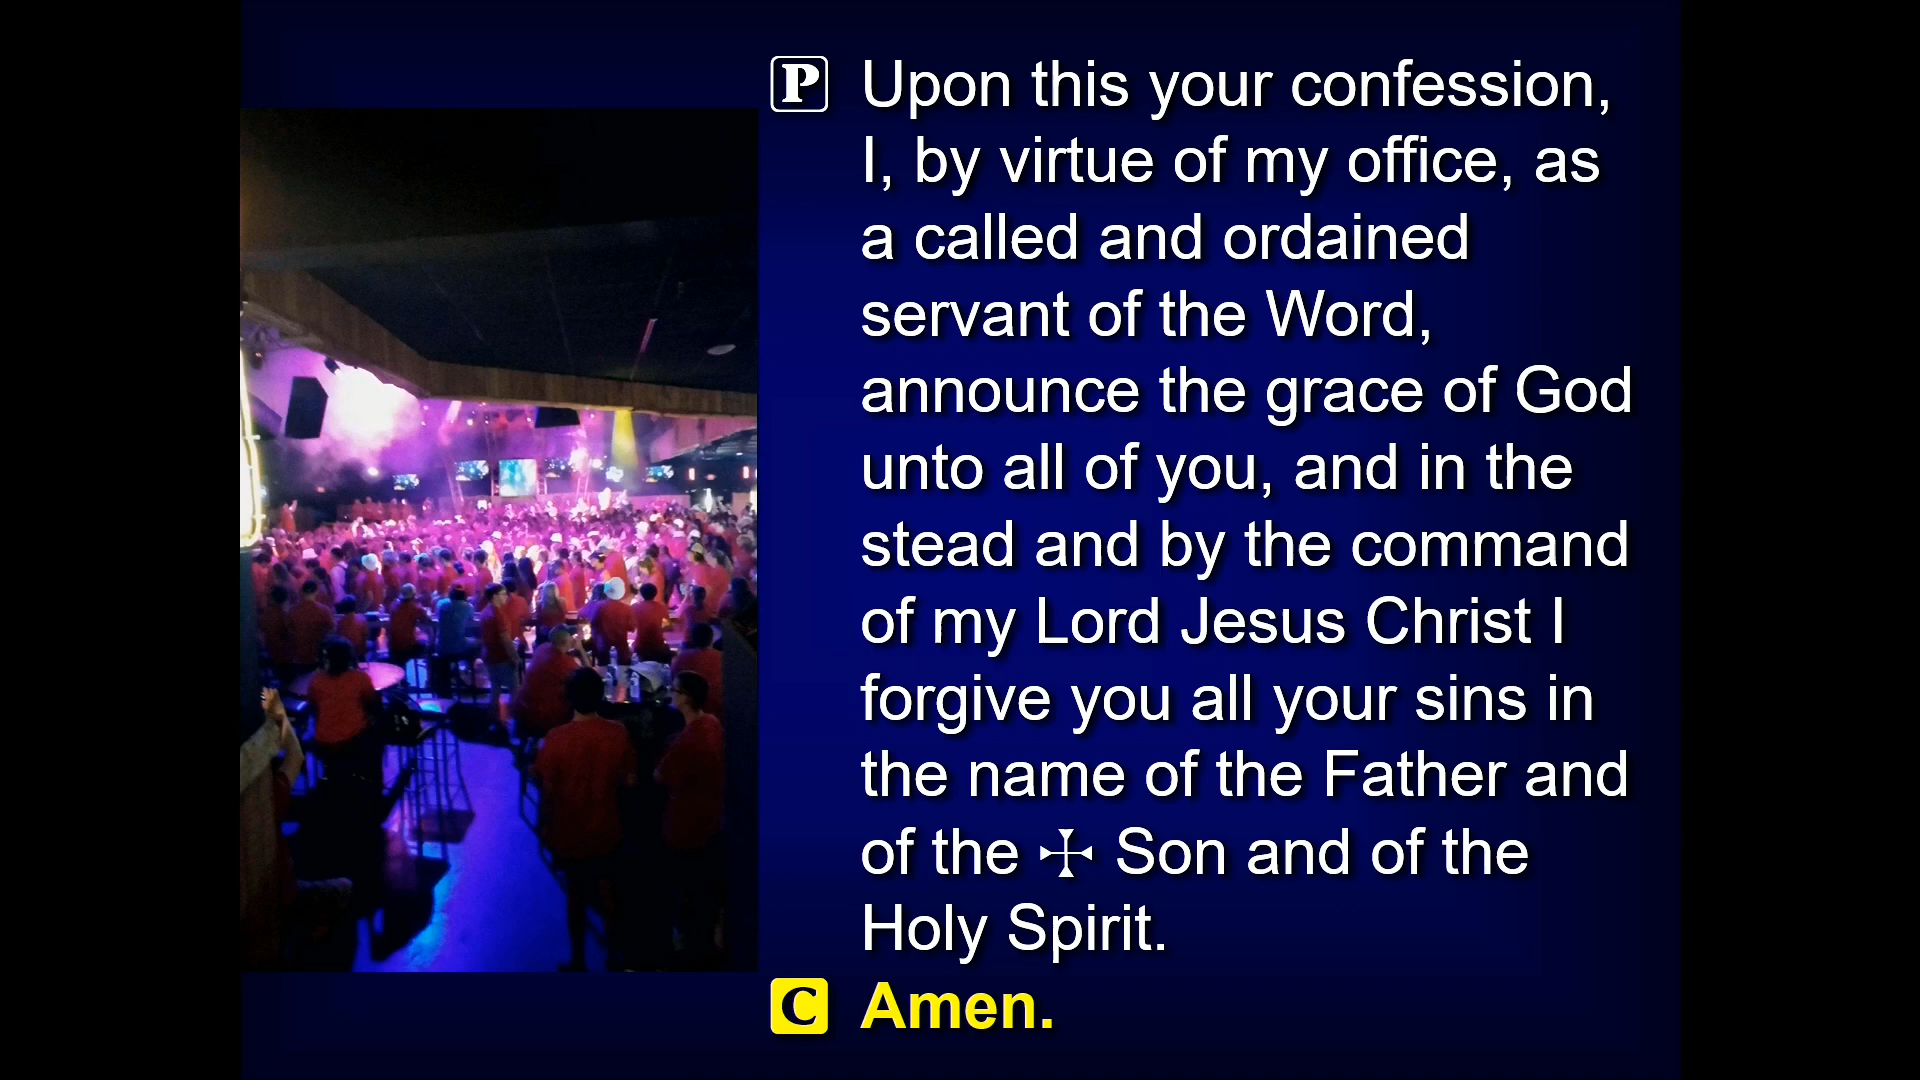 P Upon this your confession,
I, by virtue of my office, as
a called and ordained
servant of the Word,
announce the grace of God
unto all of you, and in the
stead and by the command
of my Lord Jesus Christ I
forgive you all your sins in
the name of the Father and
of the ☩ Son and of the
Holy Spirit.
C Amen.